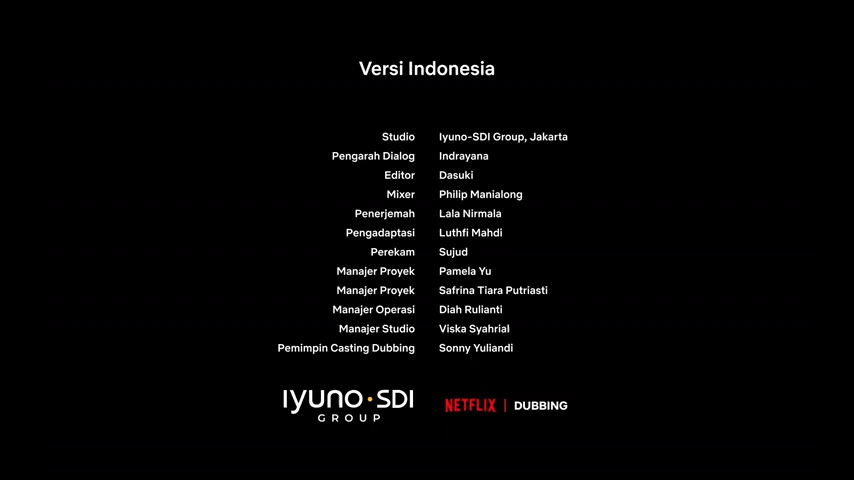 Versi Indonesia
Studio Iyuno-SDI Group, Jakarta
Pengarah Dialog Indrayana
Editor Dasuki
Mixer Philip Manialong
Penerjemah Lala Nirmala
Pengadaptasi Luthfi Mahdi
Perekam Sujud
Manajer Proyek Pamela Yu
Manajer Proyek Safrina Tiara Putriasti
Manajer Operasi Diah Rulianti
Manajer Studio Viska Syahrial
Pemimpin Casting Dubbing Sonny Yuliandi
IYUNO•SDI GROUP
NETFLIX | DUBBING